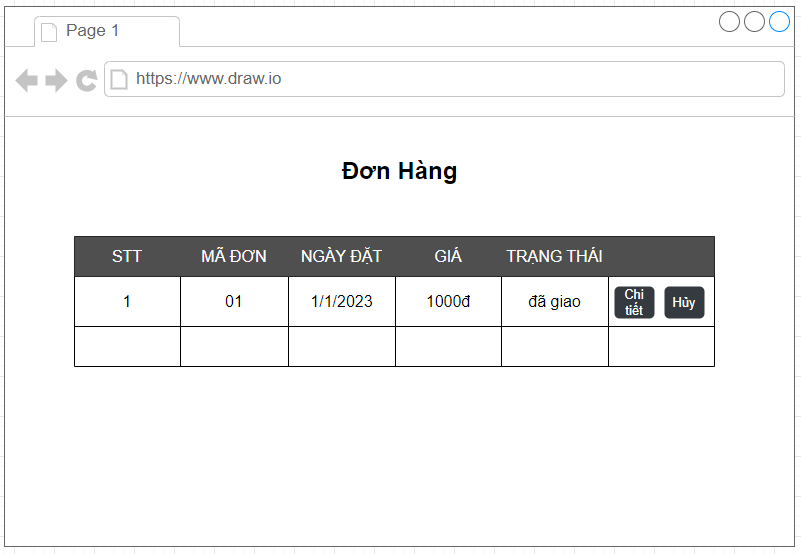 Page 1
https://www.draw.io
Đơn Hàng
STT MÃ ĐƠN NGÀY ĐẶT GIÁ TRẠNG THÁI
1 01 1/1/2023 1000đ đã giao Chi tiết Hủy